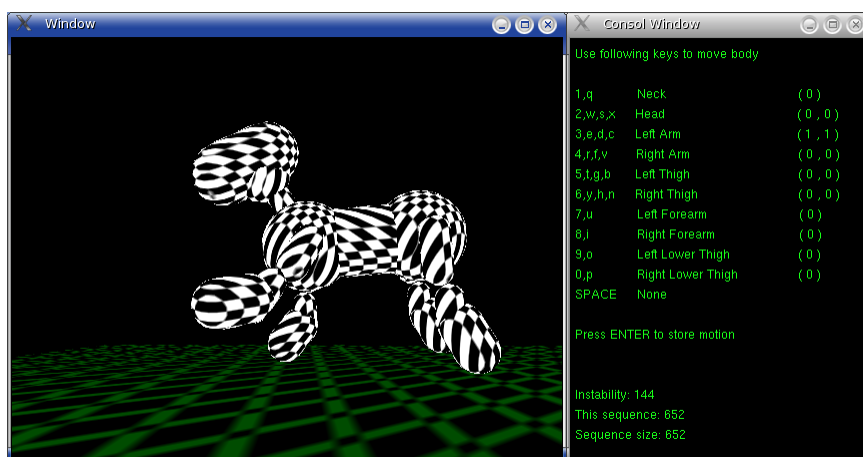 Window
Consol Window
Use following keys to move body
1,q Neck ( 0 )
2,w,s,x Head ( 0 , 0 )
3,e,d,c Left Arm ( 1 , 1 )
4,r,f,v Right Arm ( 0 , 0 )
5,t,g,b Left Thigh ( 0 , 0 )
6,y,h,n Right Thigh ( 0 , 0 )
7,u Left Forearm ( 0 )
8,i Right Forearm ( 0 )
9,o Left Lower Thigh ( 0 )
0,p Right Lower Thigh ( 0 )
SPACE None
Press ENTER to store motion
Instability: 144
This sequence: 652
Sequence size: 652